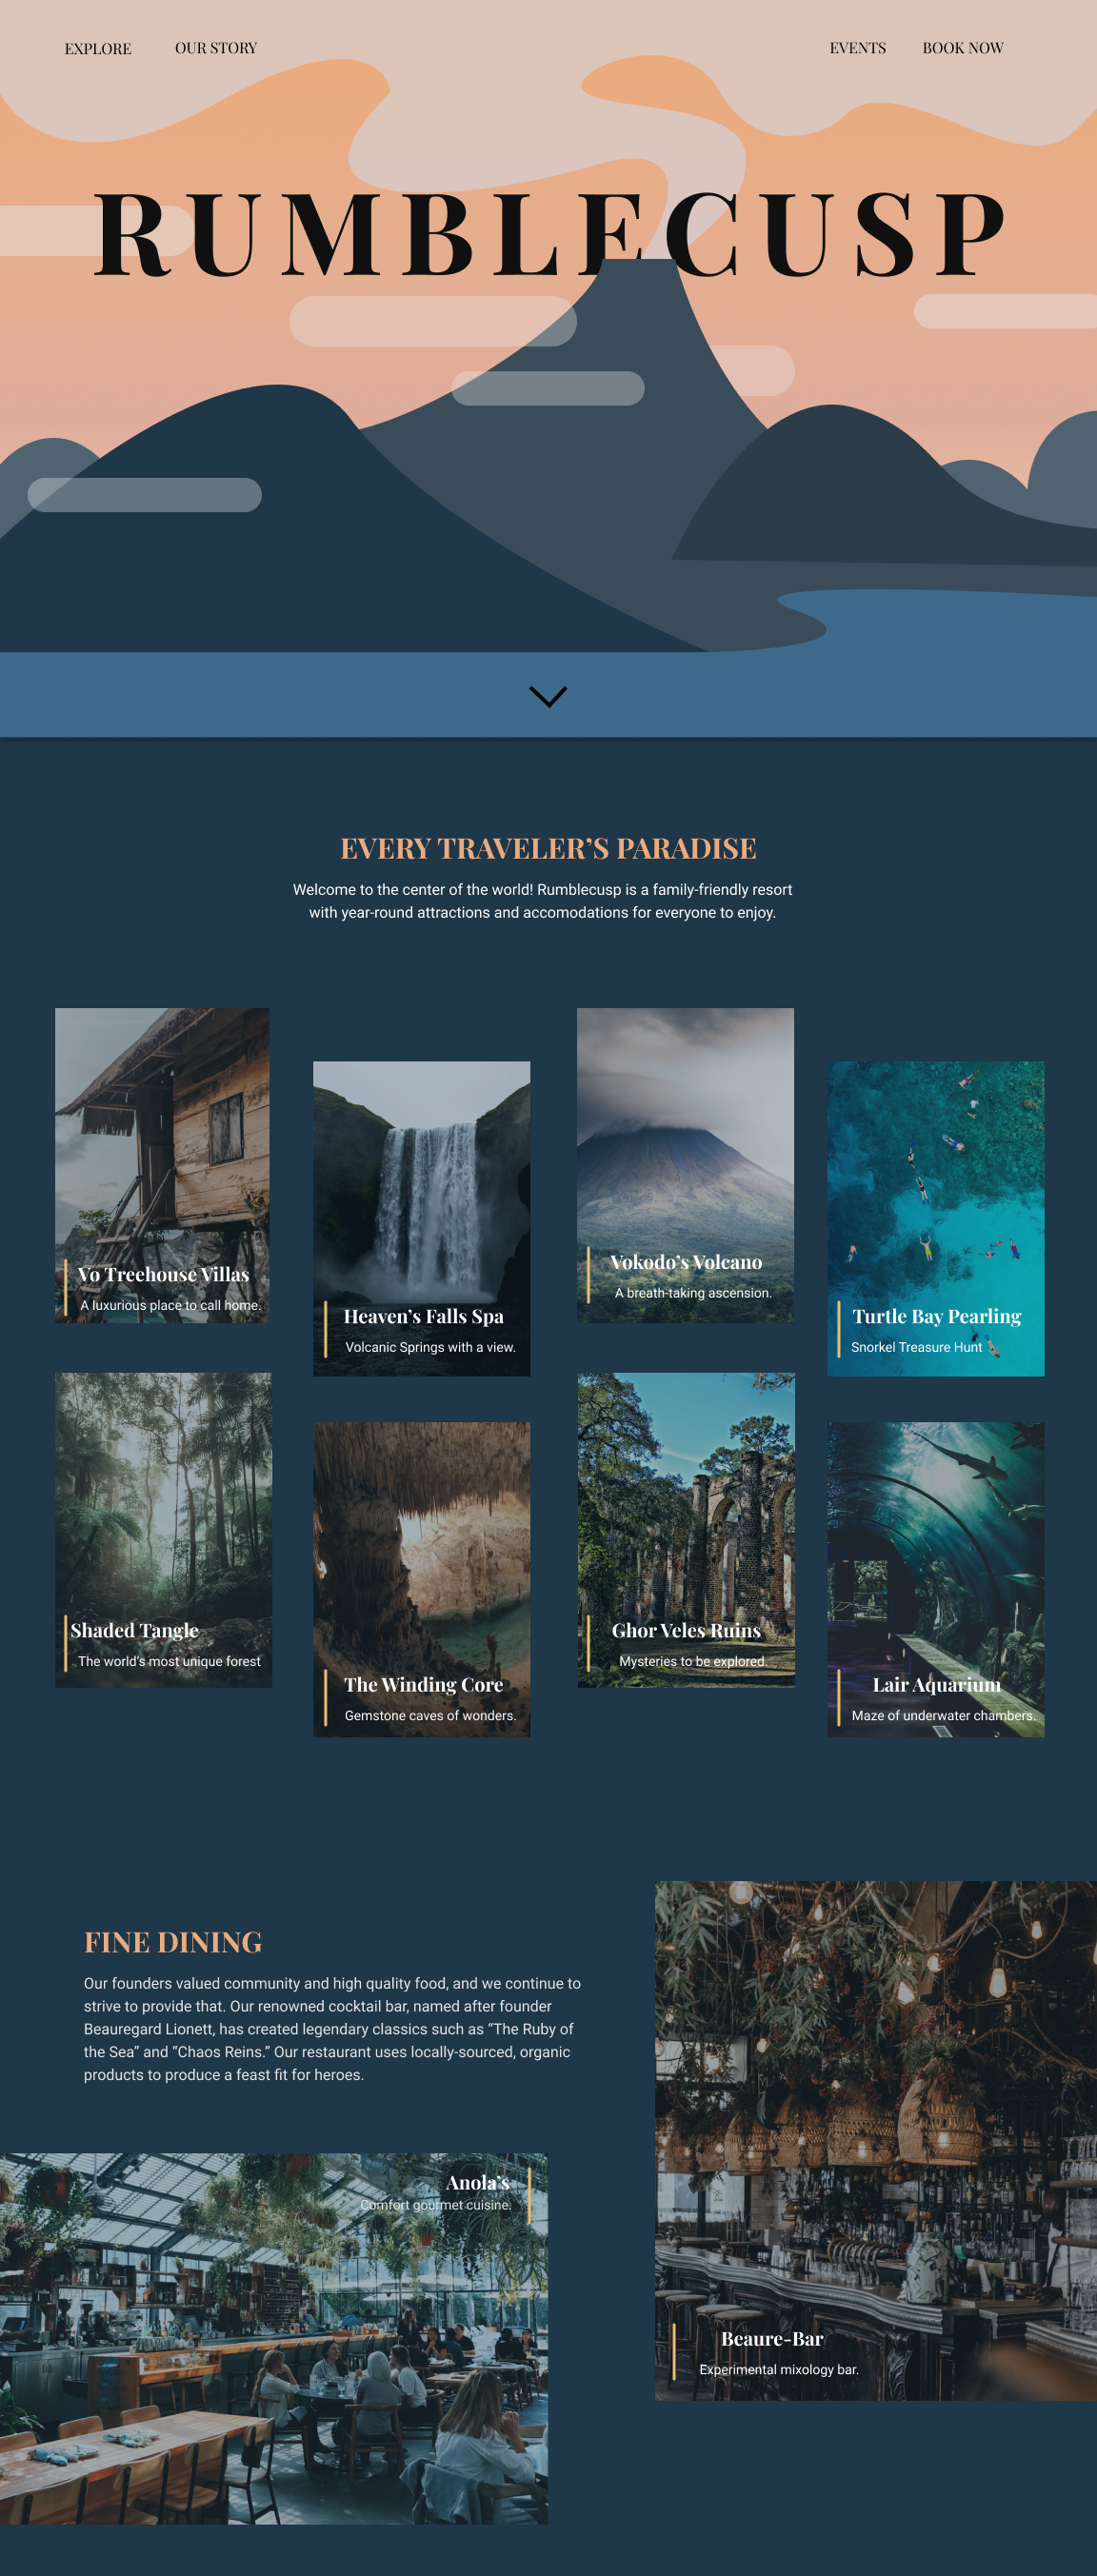 EXPLORE
OUR STORY
EVENTS
BOOK NOW
RUMBLECUSP
EVERY TRAVELER’S PARADISE
Welcome to the center of the world! Rumblecusp is a family-friendly resort
with year-round attractions and accomodations for everyone to enjoy.
Vo Treehouse Villas
A luxurious place to call home.
Heaven’s Falls Spa
Volcanic Springs with a view.
Vokodo’s Volcano
A breath-taking ascension.
Turtle Bay Pearling
Snorkel Treasure Hunt
Shaded Tangle
The world’s most unique forest
The Winding Core
Gemstone caves of wonders.
Ghor Veles Ruins
Mysteries to be explored.
Lair Aquarium
Maze of underwater chambers.
FINE DINING
Our founders valued community and high quality food, and we continue to
strive to provide that. Our renowned cocktail bar, named after founder
Beauregard Lionett, has created legendary classics such as “The Ruby of
the Sea” and “Chaos Reins.” Our restaurant uses locally-sourced, organic
products to produce a feast fit for heroes.
Anola’s
Comfort gourmet cuisine.
Beaure-Bar
Experimental mixology bar.